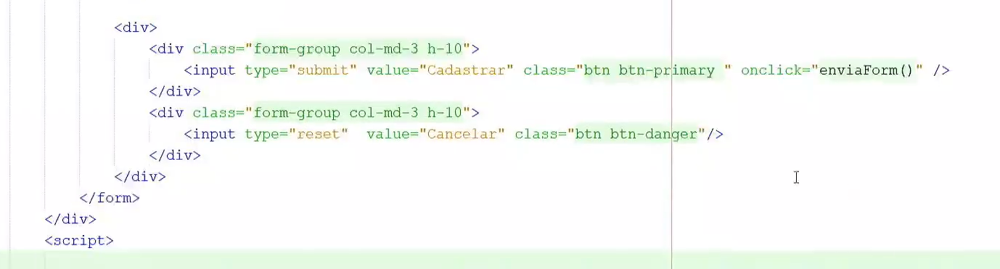 <div>
<div class="form-group col-md-3 h-10">
<input type="submit" value="Cadastrar" class="btn btn-primary " onclick="enviaForm()" />
</div>
<div class="form-group col-md-3 h-10">
<input type="reset"  value="Cancelar" class="btn btn-danger"/>
</div>
</div>
</form>
</div>
<script>